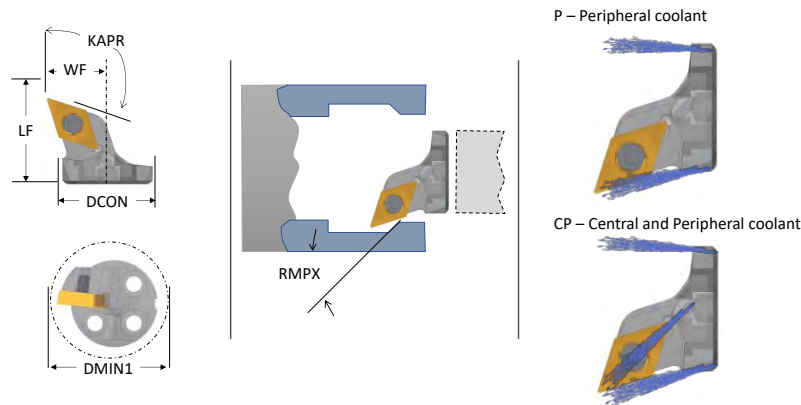 KAPR
WF
LF
DCON
DMIN1
RMPX
P – Peripheral coolant
CP – Central and Peripheral coolant